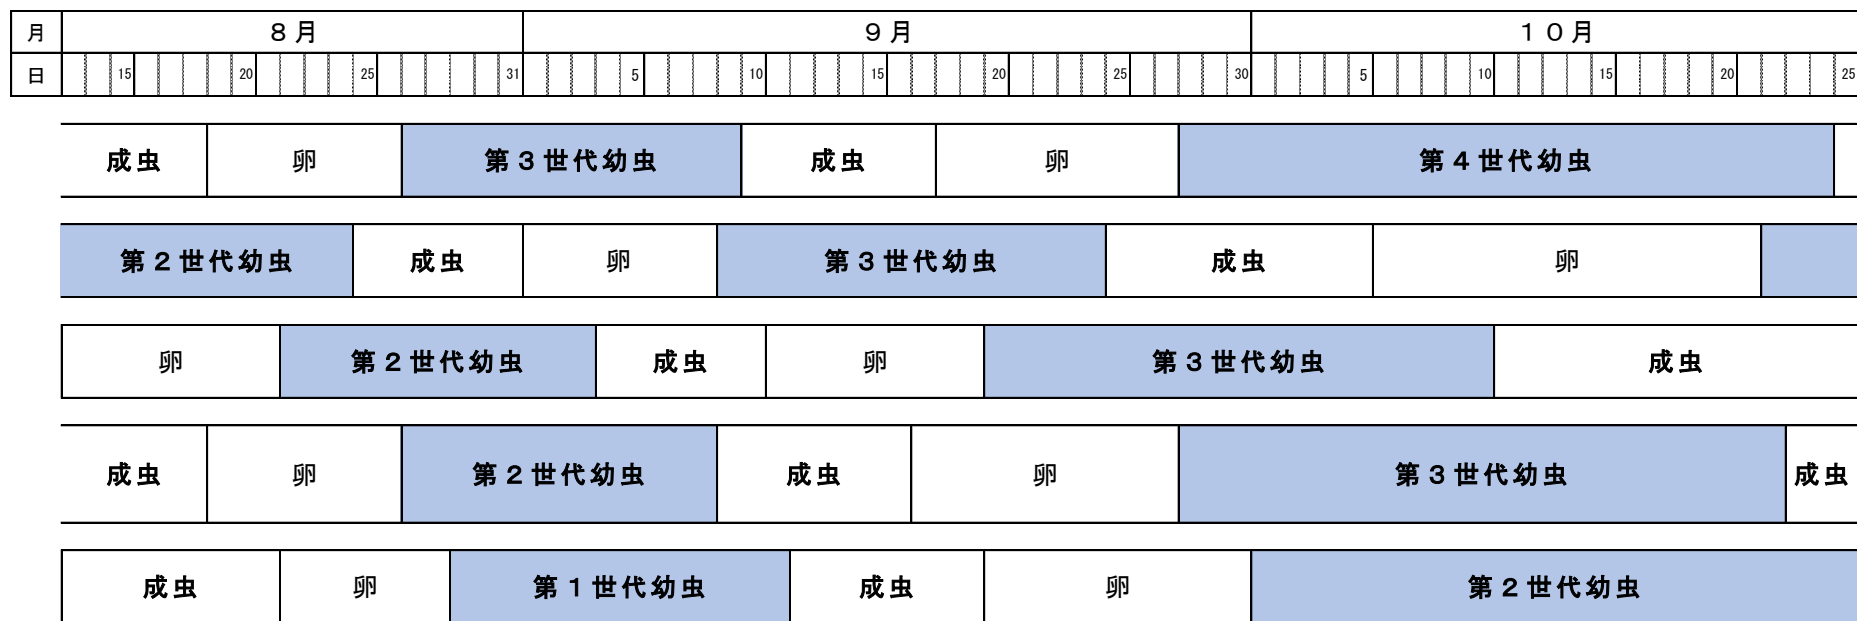 月 ８月 ９月 １０月
日 15 20 25 31 5 10 15 20 25 30 5 10 15 20 25
成虫 卵 第３世代幼虫 成虫 卵 第４世代幼虫
第２世代幼虫 成虫 卵 第３世代幼虫 成虫 卵
卵 第２世代幼虫 成虫 卵 第３世代幼虫 成虫
成虫 卵 第２世代幼虫 成虫 卵 第３世代幼虫 成虫
成虫 卵 第１世代幼虫 成虫 卵 第２世代幼虫